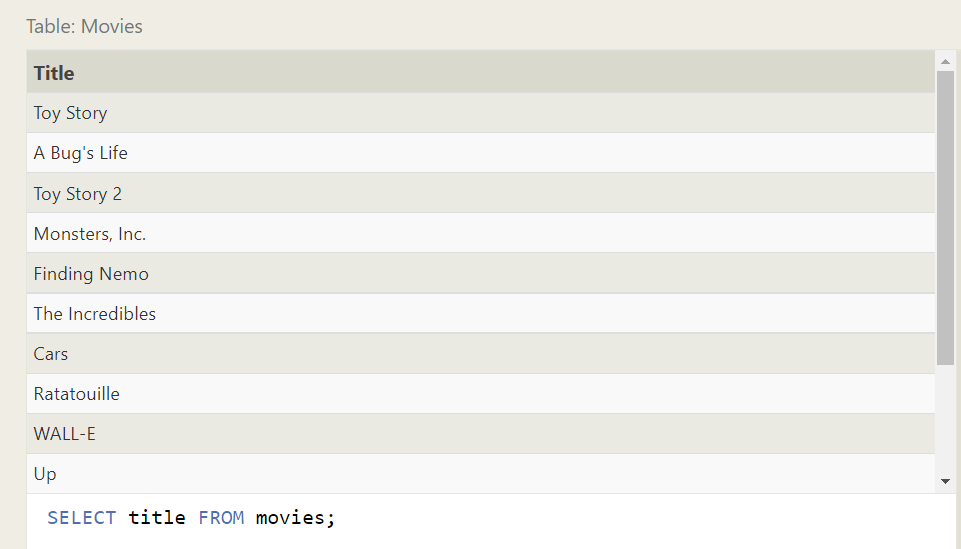 Table: Movies
Title
Toy Story
A Bug's Life
Toy Story 2
Monsters, Inc.
Finding Nemo
The Incredibles
Cars
Ratatouille
WALL-E
Up
SELECT title FROM movies;